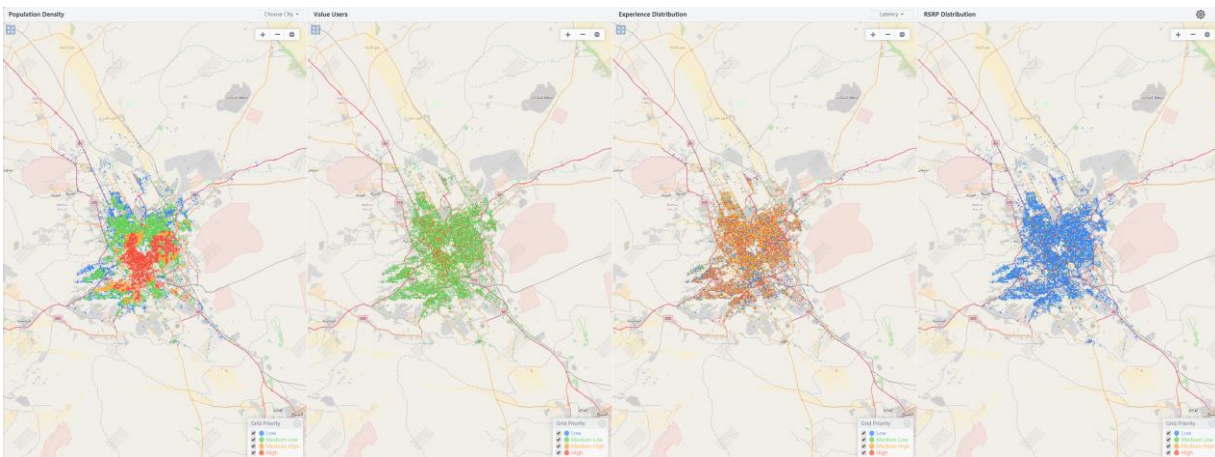 Population Density
Choose City
Value Users
Experience Distribution
Latency
RSRP Distribution
Grid Priority
Low
Medium Low
Medium High
High
Grid Priority
Low
Medium Low
Medium High
High
Grid Priority
Low
Medium Low
Medium High
High
Grid Priority
Low
Medium Low
Medium High
High